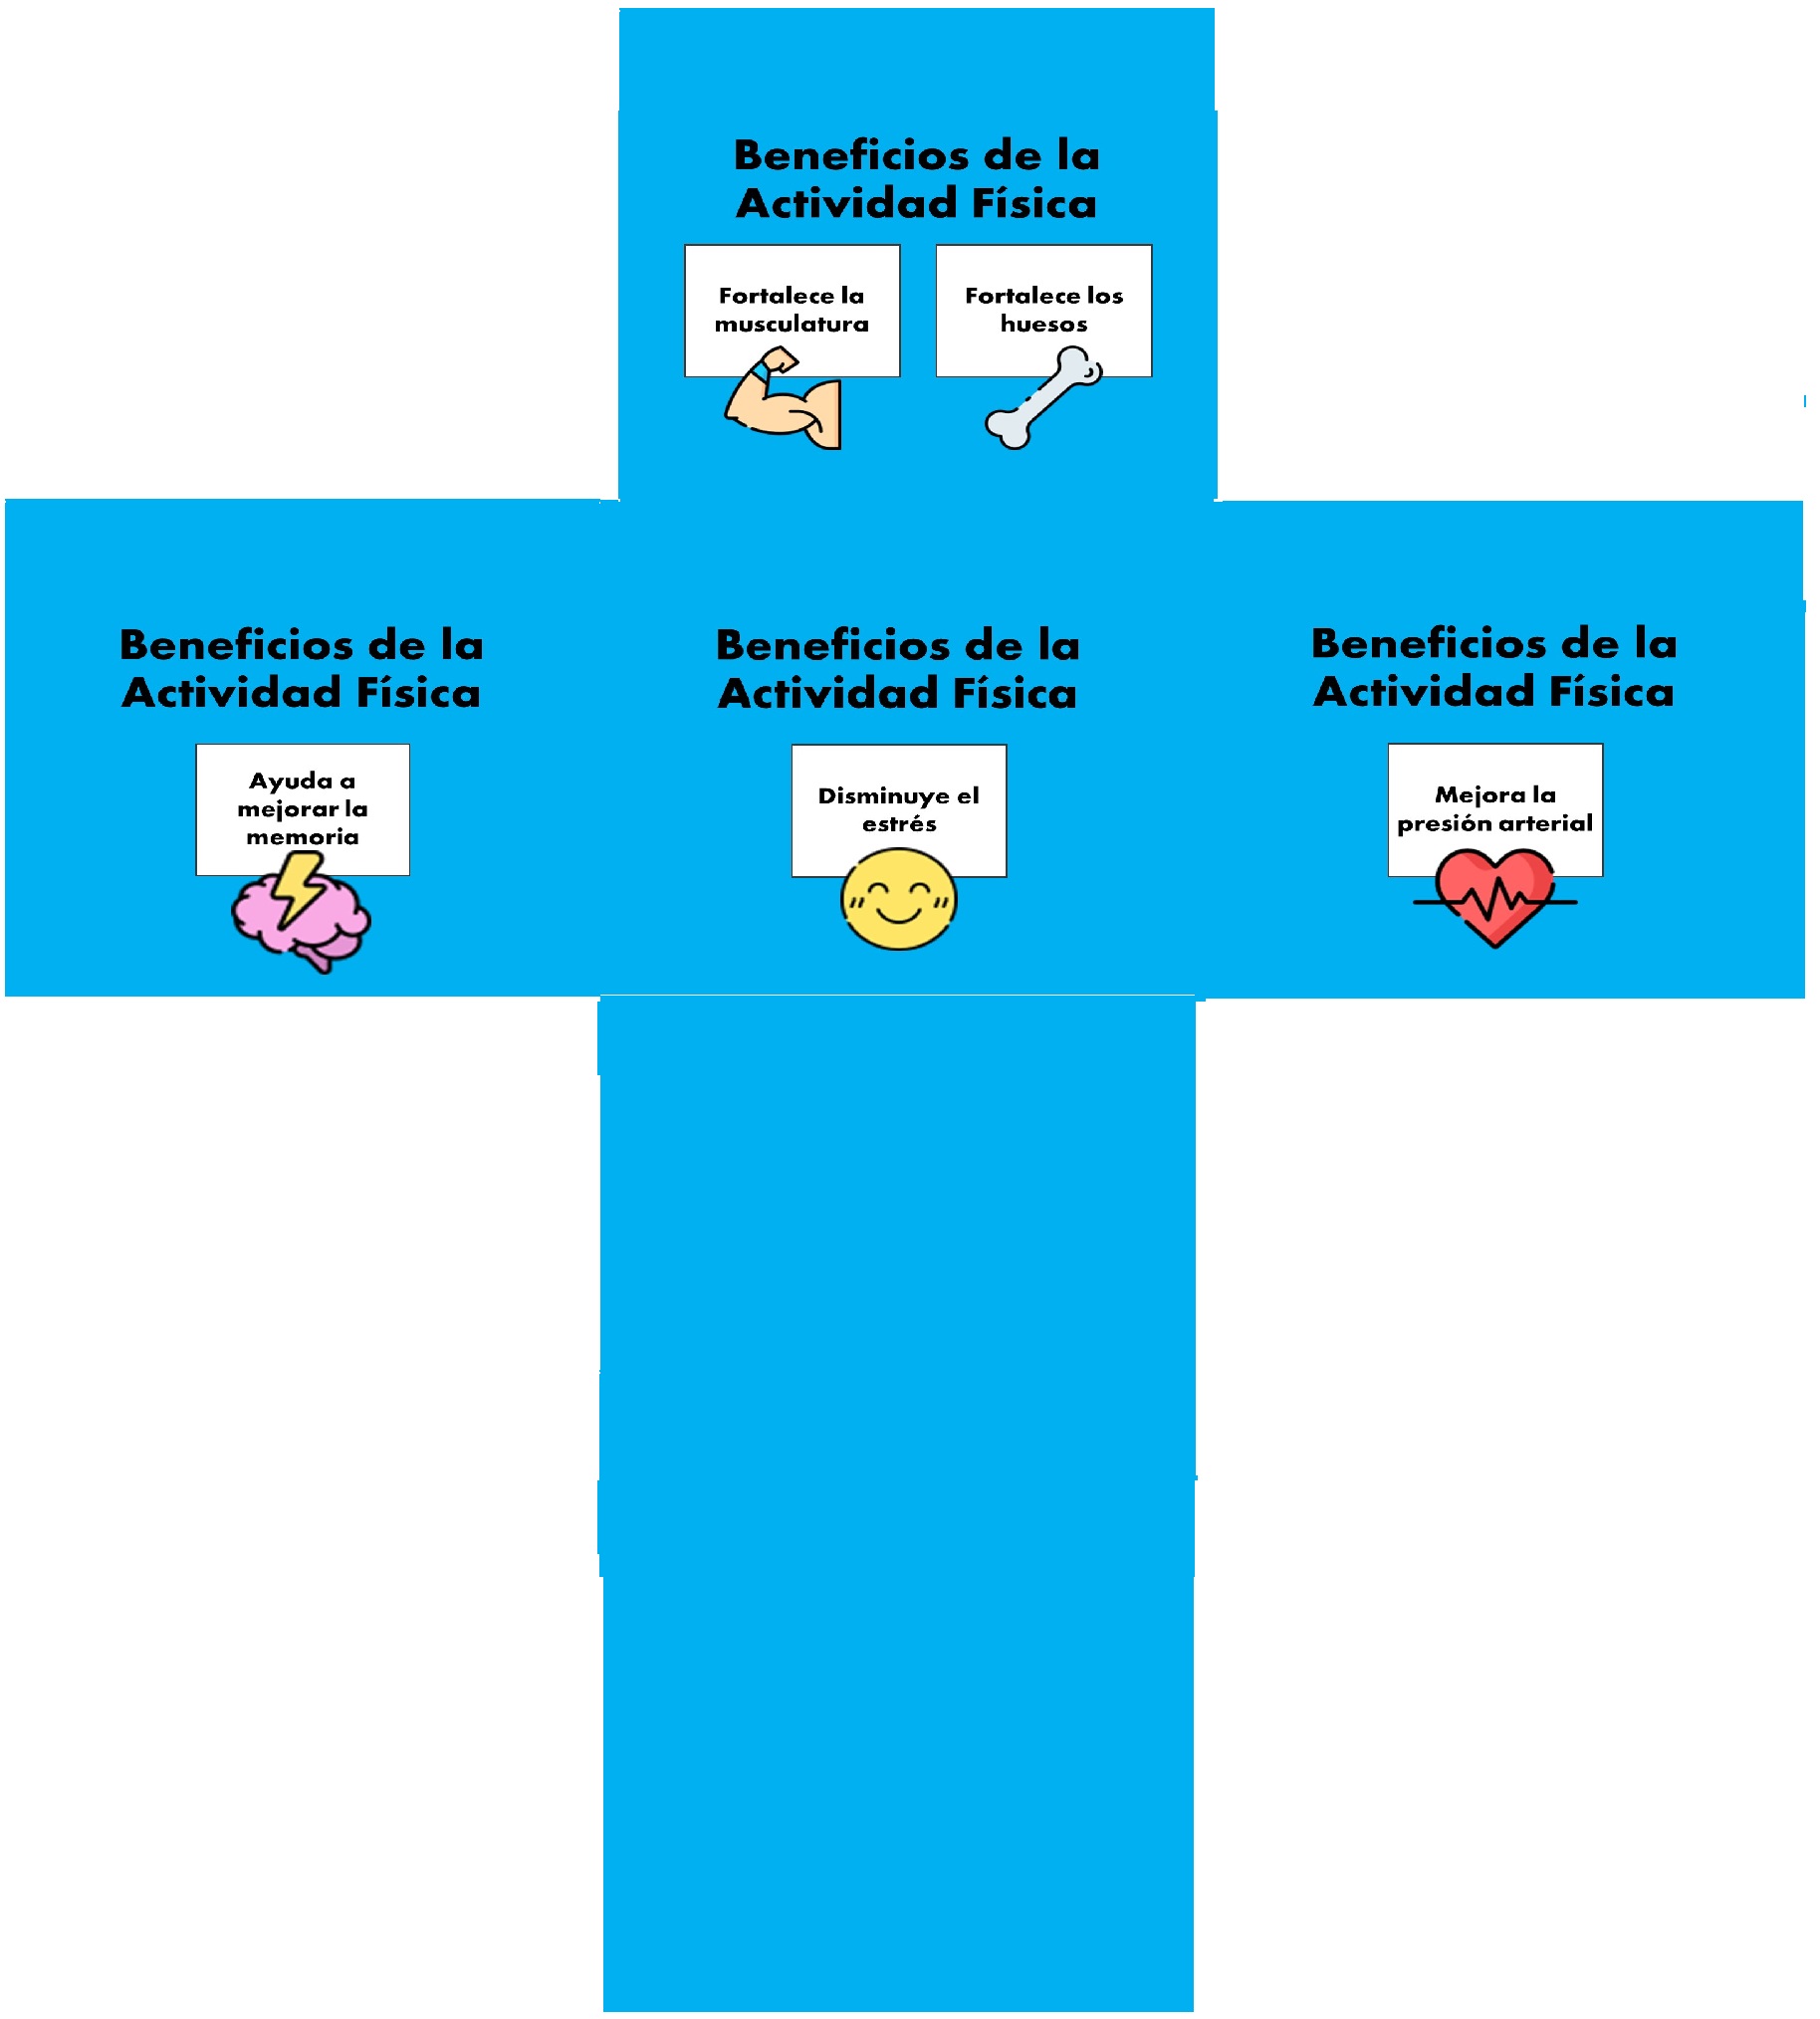 Beneficios de la
Actividad Física
Fortalece la
musculatura
Fortalece los
huesos
Beneficios de la
Actividad Física
Ayuda a
mejorar la
memoria
Beneficios de la
Actividad Física
Disminuye el
estrés
Beneficios de la
Actividad Física
Mejora la
presión arterial